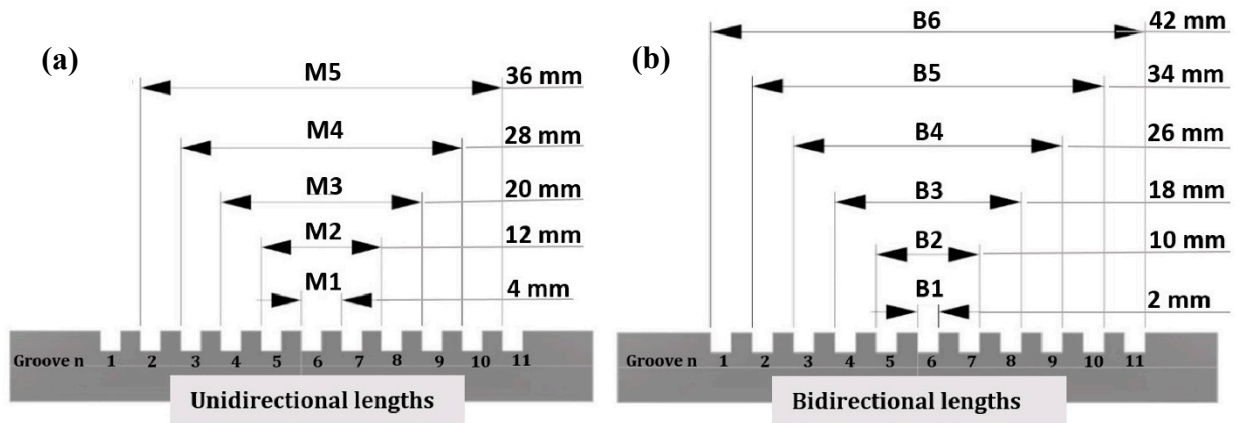 (a)
M5 36 mm
M4 28 mm
M3 20 mm
M2 12 mm
M1 4 mm
Groove n 1 2 3 4 5 6 7 8 9 10 11
Unidirectional lengths
(b)
B6 42 mm
B5 34 mm
B4 26 mm
B3 18 mm
B2 10 mm
B1 2 mm
Groove n 1 2 3 4 5 6 7 8 9 10 11
Bidirectional lengths